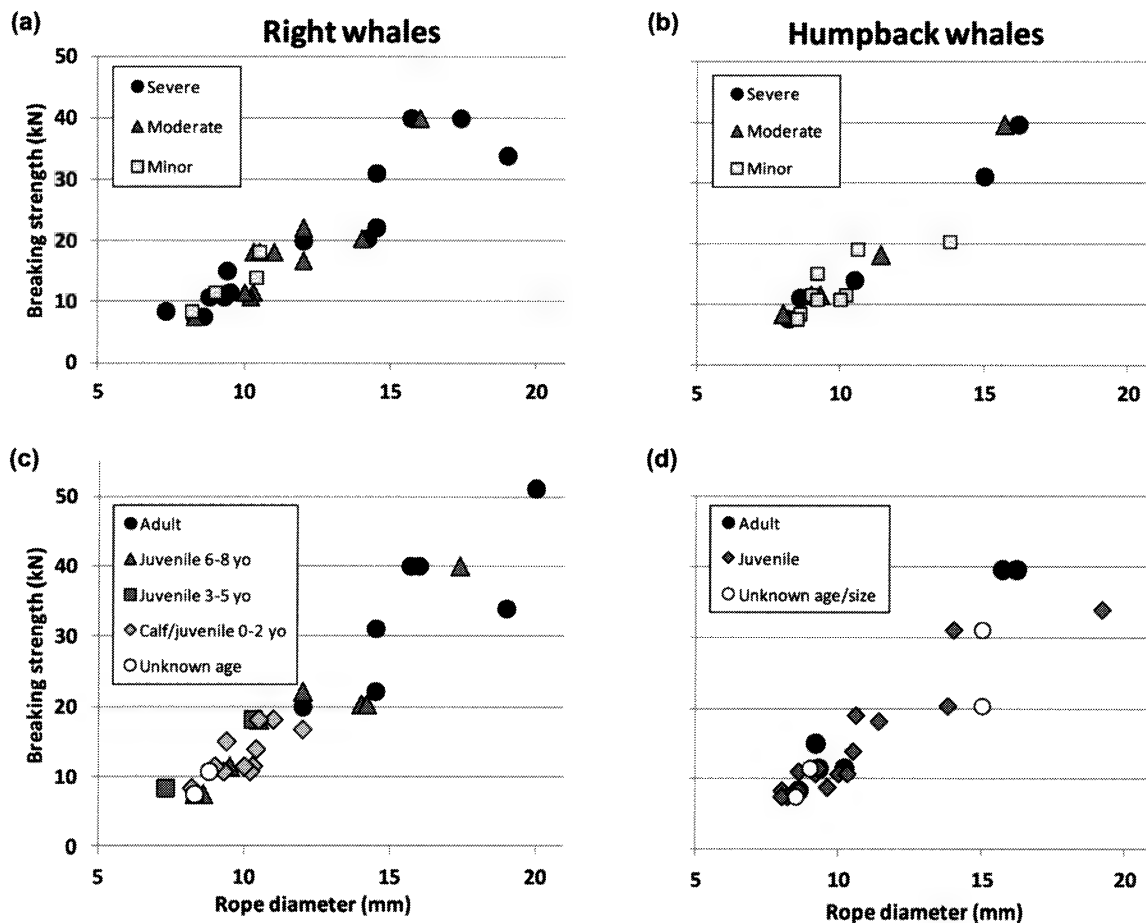 (a)
Right whales
50
40
30
20
10
0
Breaking strength (kN)
Severe
Moderate
Minor
5
10
15
20
(b)
Humpback whales
Severe
Moderate
Minor
5
10
15
20
(c)
50
40
30
20
10
0
Breaking strength (kN)
Adult
Juvenile 6-8 yo
Juvenile 3-5 yo
Calf/juvenile 0-2 yo
Unknown age
5
10
15
20
Rope diameter (mm)
(d)
Adult
Juvenile
Unknown age/size
5
10
15
20
Rope diameter (mm)